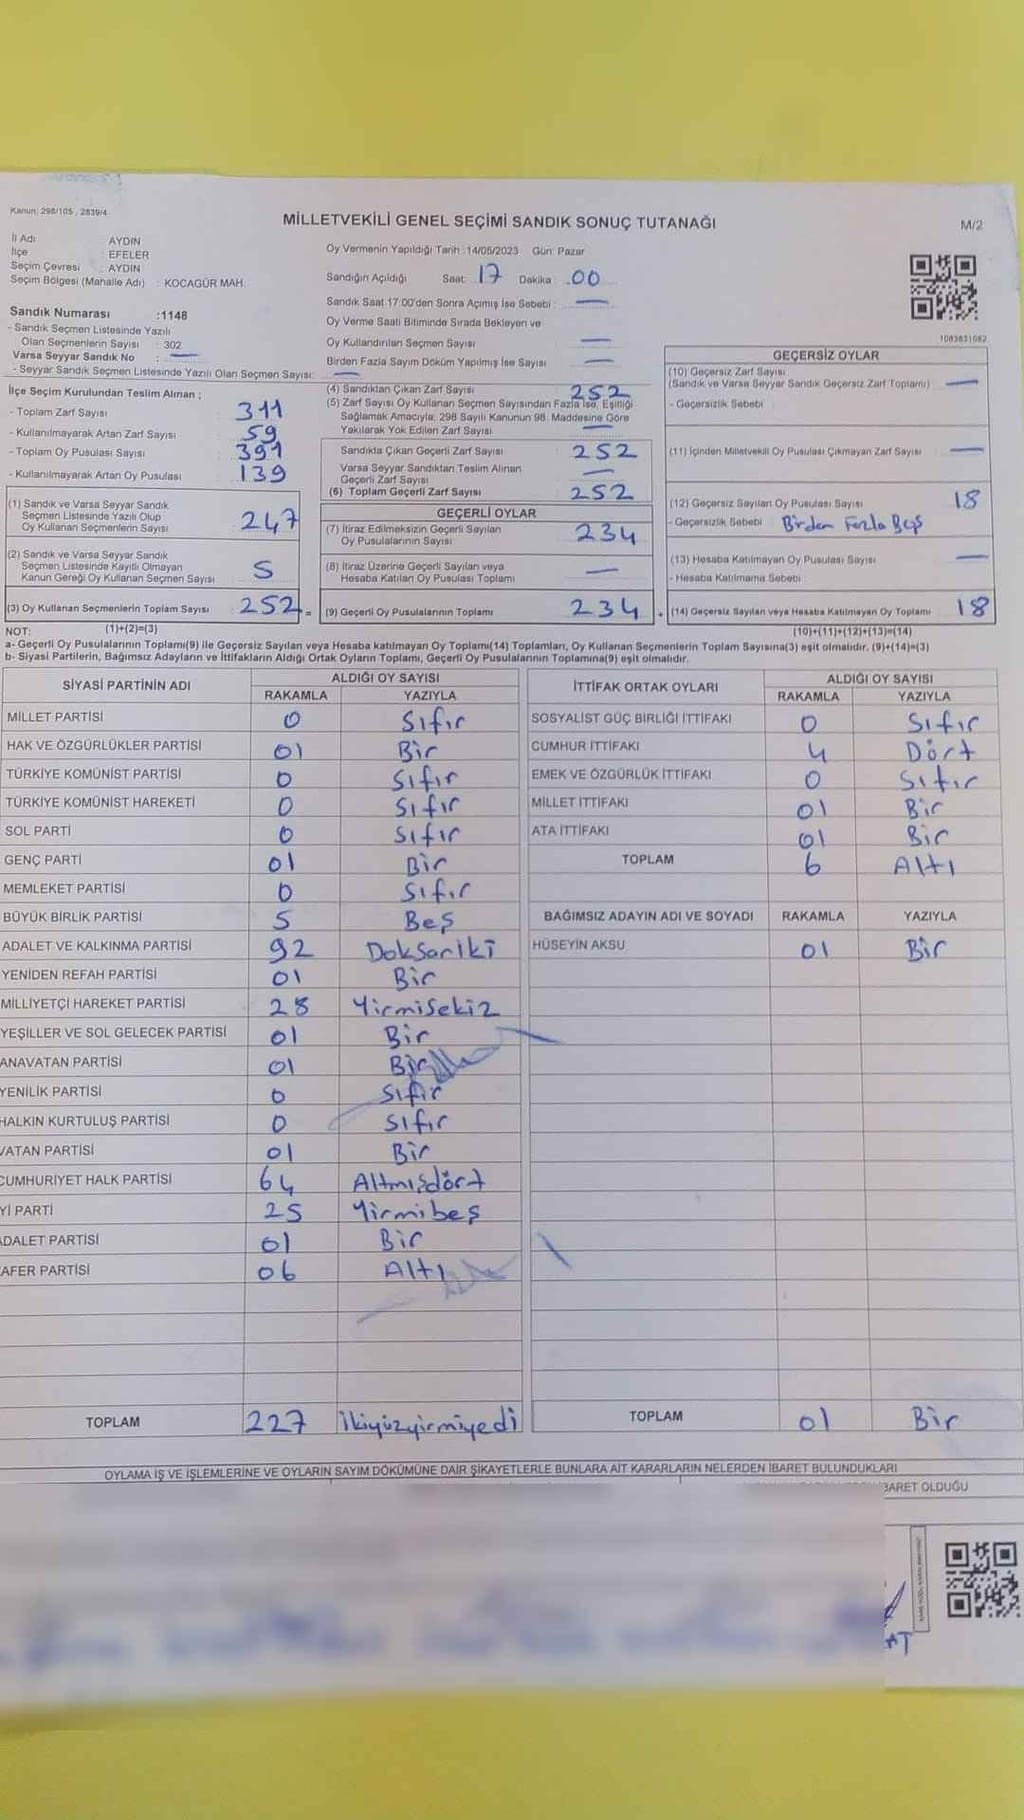 Kanun: 298/105 , 2839/4
MİLLETVEKİLİ GENEL SEÇİMİ SANDIK SONUÇ TUTANAĞI
M/2
İl Adı : AYDIN
İlçe : EFELER
Seçim Çevresi : AYDIN
Seçim Bölgesi (Mahalle Adı) : KOCAGÜR MAH.
Sandık Numarası :1148
- Sandık Seçmen Listesinde Yazılı
Olan Seçmenlerin Sayısı : 302
Varsa Seyyar Sandık No : —
- Seyyar Sandık Seçmen Listesinde Yazılı Olan Seçmen Sayısı: —
Oy Vermenin Yapıldığı Tarih :14/05/2023 Gün: Pazar
Sandığın Açıldığı Saat: 17 Dakika : 00
Sandık Saat 17:00'den Sonra Açımış İse Sebebi : —
Oy Verme Saati Bitiminde Sırada Bekleyen ve
Oy Kullandırılan Seçmen Sayısı —
Birden Fazla Sayım Döküm Yapılmış İse Sayısı —
1083831082
İlçe Seçim Kurulundan Teslim Alınan ;
- Toplam Zarf Sayısı 311
- Kullanılmayarak Artan Zarf Sayısı 59
- Toplam Oy Pusulası Sayısı 391
- Kullanılmayarak Artan Oy Pusulası 139
(1) Sandık ve Varsa Seyyar Sandık
Seçmen Listesinde Yazılı Olup
Oy Kullanan Seçmenlerin Sayısı 247
(2) Sandık ve Varsa Seyyar Sandık
Seçmen Listesinde Kayıtlı Olmayan
Kanun Gereği Oy Kullanan Seçmen Sayısı 5
(3) Oy Kullanan Seçmenlerin Toplam Sayısı 252 =
(4) Sandıktan Çıkan Zarf Sayısı 252
(5) Zarf Sayısı Oy Kullanan Seçmen Sayısından Fazla İse, Eşitliği
Sağlamak Amacıyla, 298 Sayılı Kanunun 98. Maddesine Göre
Yakılarak Yok Edilen Zarf Sayısı —
Sandıkta Çıkan Geçerli Zarf Sayısı 252
Varsa Seyyar Sandıktan Teslim Alınan
Geçerli Zarf Sayısı —
(6) Toplam Geçerli Zarf Sayısı 252
GEÇERLİ OYLAR
(7) İtiraz Edilmeksizin Geçerli Sayılan
Oy Pusulalarının Sayısı 234
(8) İtiraz Üzerine Geçerli Sayılan veya
Hesaba Katılan Oy Pusulası Toplamı —
(9) Geçerli Oy Pusulalarının Toplamı 234 +
GEÇERSİZ OYLAR
(10) Geçersiz Zarf Sayısı
(Sandık ve Varsa Seyyar Sandık Geçersiz Zarf Toplamı) —
- Geçersizlik Sebebi
(11) İçinden Milletvekili Oy Pusulası Çıkmayan Zarf Sayısı —
(12) Geçersiz Sayılan Oy Pusulası Sayısı 18
- Geçersizlik Sebebi Birden Fazla Beş
(13) Hesaba Katılmayan Oy Pusulası Sayısı —
- Hesaba Katılmama Sebebi
(14) Geçersiz Sayılan veya Hesaba Katılmayan Oy Toplamı 18
NOT: (1)+(2)=(3) (10)+(11)+(12)+(13)=(14)
a- Geçerli Oy Pusulalarının Toplamı(9) ile Geçersiz Sayılan veya Hesaba katılmayan Oy Toplamı(14) Toplamları, Oy Kullanan Seçmenlerin Toplam Sayısına(3) eşit olmalıdır. (9)+(14)=(3)
b- Siyasi Partilerin, Bağımsız Adayların ve İttifakların Aldığı Ortak Oyların Toplamı, Geçerli Oy Pusulalarının Toplamına(9) eşit olmalıdır.
SİYASİ PARTİNİN ADI ALDIĞI OY SAYISI
RAKAMLA YAZIYLA
MİLLET PARTİSİ 0 Sıfır
HAK VE ÖZGÜRLÜKLER PARTİSİ 01 Bir
TÜRKİYE KOMÜNİST PARTİSİ 0 Sıfır
TÜRKİYE KOMÜNİST HAREKETİ 0 Sıfır
SOL PARTİ 0 Sıfır
GENÇ PARTİ 01 Bir
MEMLEKET PARTİSİ 0 Sıfır
BÜYÜK BİRLİK PARTİSİ 5 Beş
ADALET VE KALKINMA PARTİSİ 92 Doksaniki
YENİDEN REFAH PARTİSİ 01 Bir
MİLLİYETÇİ HAREKET PARTİSİ 28 Yirmisekiz
YEŞİLLER VE SOL GELECEK PARTİSİ 01 Bir
ANAVATAN PARTİSİ 01 Bir
YENİLİK PARTİSİ 0 Sıfır
HALKIN KURTULUŞ PARTİSİ 0 Sıfır
VATAN PARTİSİ 01 Bir
CUMHURİYET HALK PARTİSİ 64 Altmışdört
Yİ PARTİ 25 Yirmibeş
ADALET PARTİSİ 01 Bir
AFER PARTİSİ 06 Altı
TOPLAM 227 İkiyüzyirmiyedi
İTTİFAK ORTAK OYLARI ALDIĞI OY SAYISI
RAKAMLA YAZIYLA
SOSYALİST GÜÇ BİRLİĞİ İTTİFAKI 0 Sıfır
CUMHUR İTTİFAKI 4 Dört
EMEK VE ÖZGÜRLÜK İTTİFAKI 0 Sıfır
MİLLET İTTİFAKI 01 Bir
ATA İTTİFAKI 01 Bir
TOPLAM 6 Altı
BAĞIMSIZ ADAYIN ADI VE SOYADI RAKAMLA YAZIYLA
HÜSEYİN AKSU 01 Bir
TOPLAM 01 Bir
OYLAMA İŞ VE İŞLEMLERİNE VE OYLARIN SAYIM DÖKÜMÜNE DAİR ŞİKAYETLERLE BUNLARA AİT KARARLARIN NELERDEN İBARET BULUNDUKLARI
BARET OLDUĞU